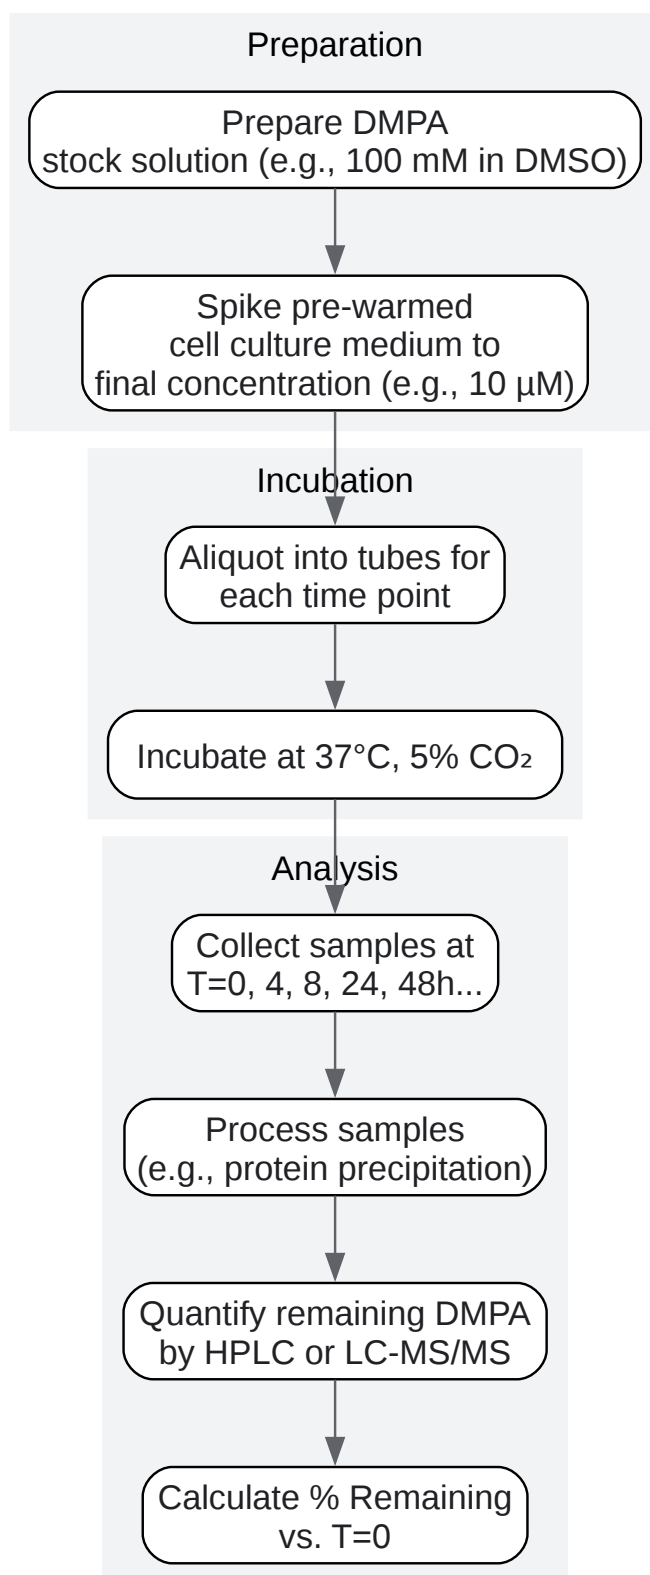 Preparation
Prepare DMPA
stock solution (e.g., 100 mM in DMSO)
Spike pre-warmed
cell culture medium to
final concentration (e.g., 10 µM)
Incubation
Aliquot into tubes for
each time point
Incubate at 37°C, 5% CO₂
Analysis
Collect samples at
T=0, 4, 8, 24, 48h...
Process samples
(e.g., protein precipitation)
Quantify remaining DMPA
by HPLC or LC-MS/MS
Calculate % Remaining
vs. T=0